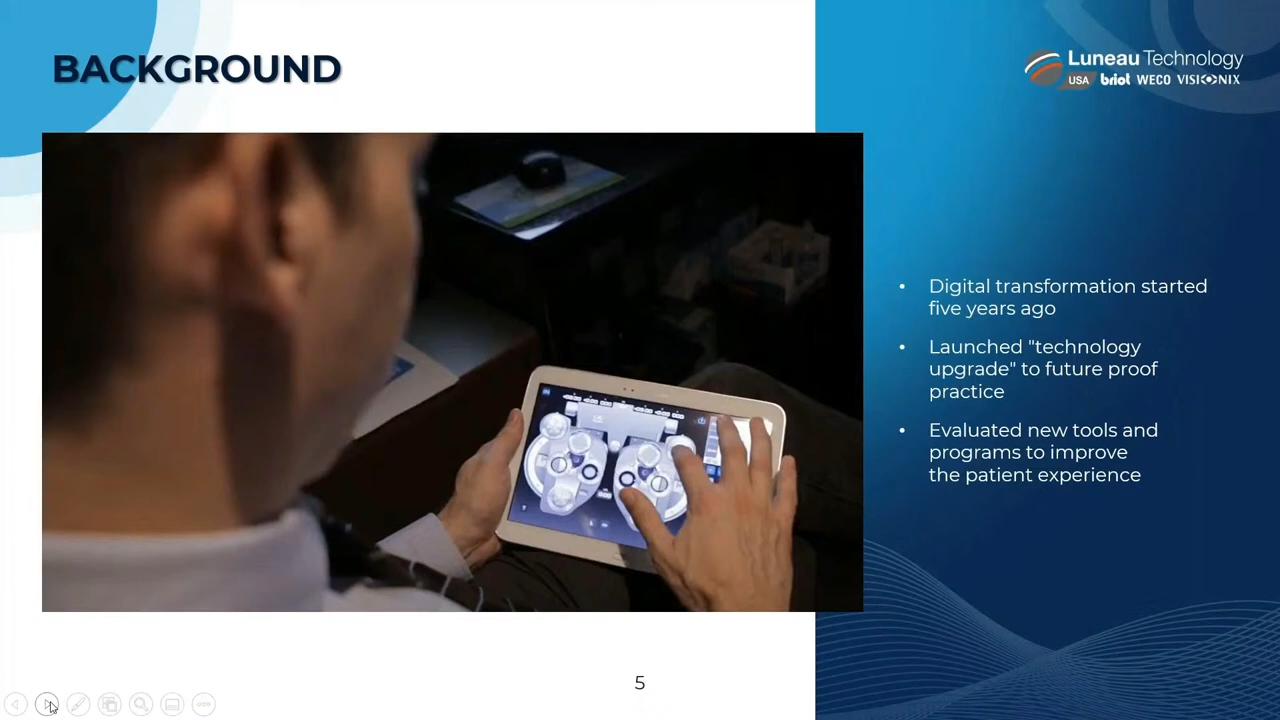 BACKGROUND
Luneau Technology
USA briot WECO VISIONIX
• Digital transformation started
five years ago
• Launched "technology
upgrade" to future proof
practice
• Evaluated new tools and
programs to improve
the patient experience
5